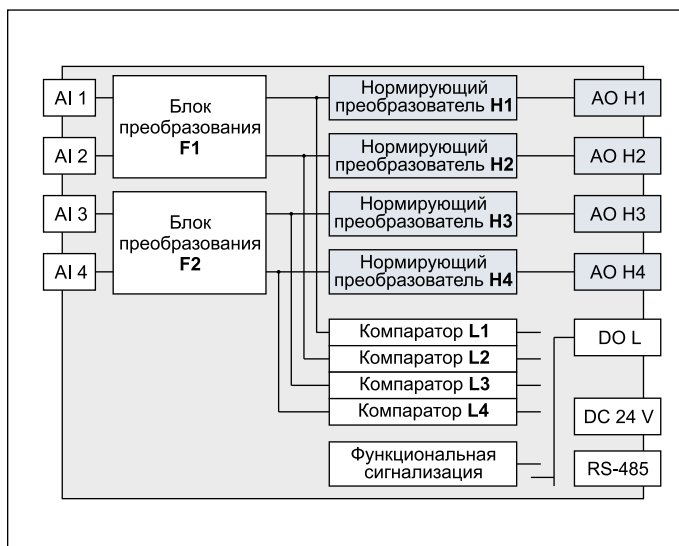 AI 1
AI 2
AI 3
AI 4
Блок
преобразования
F1
Блок
преобразования
F2
Нормирующий
преобразователь H1
Нормирующий
преобразователь H2
Нормирующий
преобразователь H3
Нормирующий
преобразователь H4
Компаратор L1
Компаратор L2
Компаратор L3
Компаратор L4
Функциональная
сигнализация
AO H1
AO H2
AO H3
AO H4
DO L
DC 24 V
RS-485